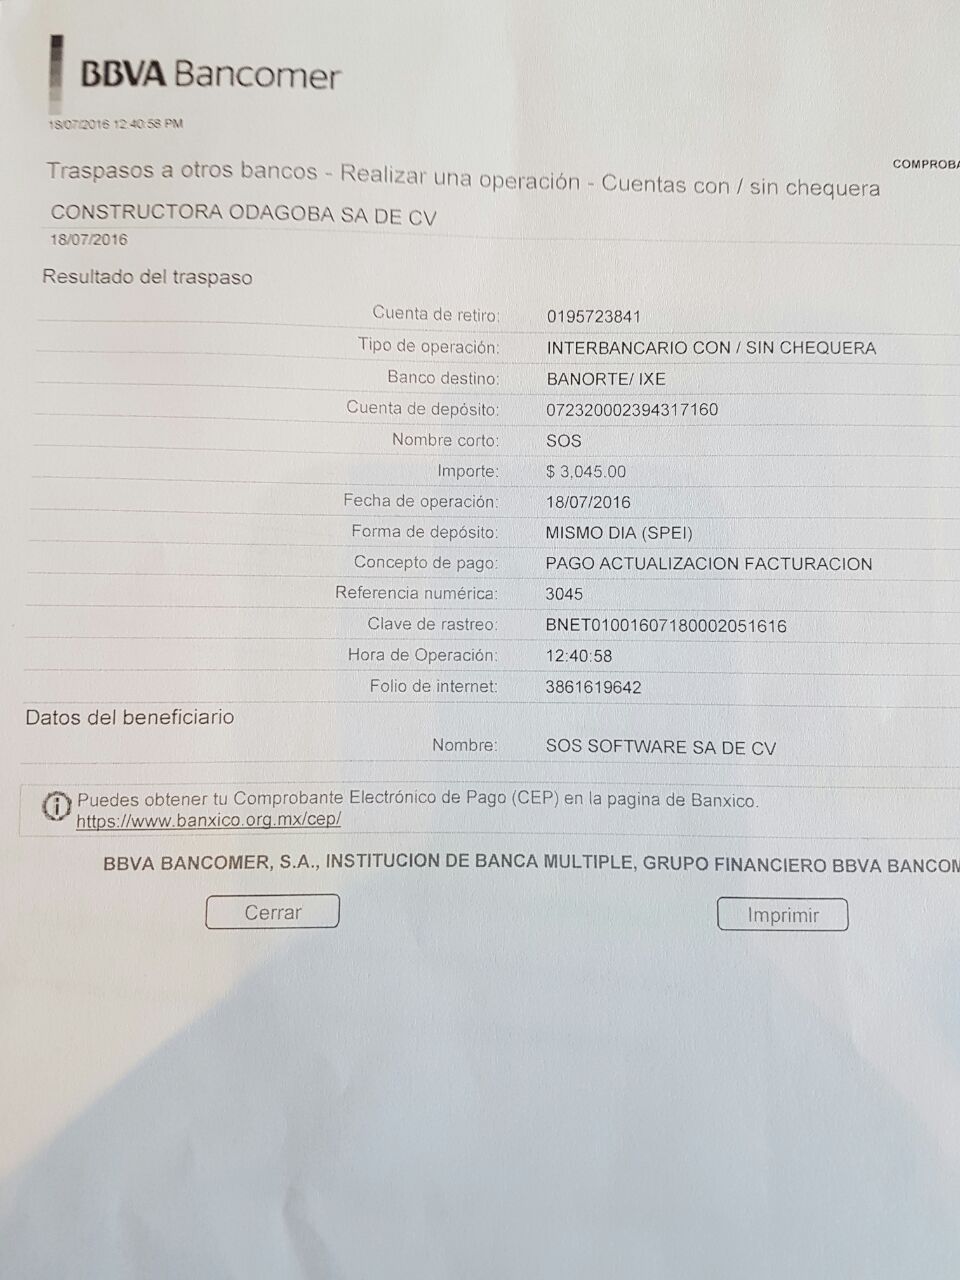 BBVA Bancomer
18/07/2016 12:40:58 PM
COMPROBA
Traspasos a otros bancos - Realizar una operación - Cuentas con / sin chequera
CONSTRUCTORA ODAGOBA SA DE CV
18/07/2016
Resultado del traspaso
Cuenta de retiro: 0195723841
Tipo de operación: INTERBANCARIO CON / SIN CHEQUERA
Banco destino: BANORTE/ IXE
Cuenta de depósito: 072320002394317160
Nombre corto: SOS
Importe: $ 3,045.00
Fecha de operación: 18/07/2016
Forma de depósito: MISMO DIA (SPEI)
Concepto de pago: PAGO ACTUALIZACION FACTURACION
Referencia numérica: 3045
Clave de rastreo: BNET01001607180002051616
Hora de Operación: 12:40:58
Folio de internet: 3861619642
Datos del beneficiario
Nombre: SOS SOFTWARE SA DE CV
Puedes obtener tu Comprobante Electrónico de Pago (CEP) en la pagina de Banxico.
https://www.banxico.org.mx/cep/
BBVA BANCOMER, S.A., INSTITUCION DE BANCA MULTIPLE, GRUPO FINANCIERO BBVA BANCOM
Cerrar Imprimir